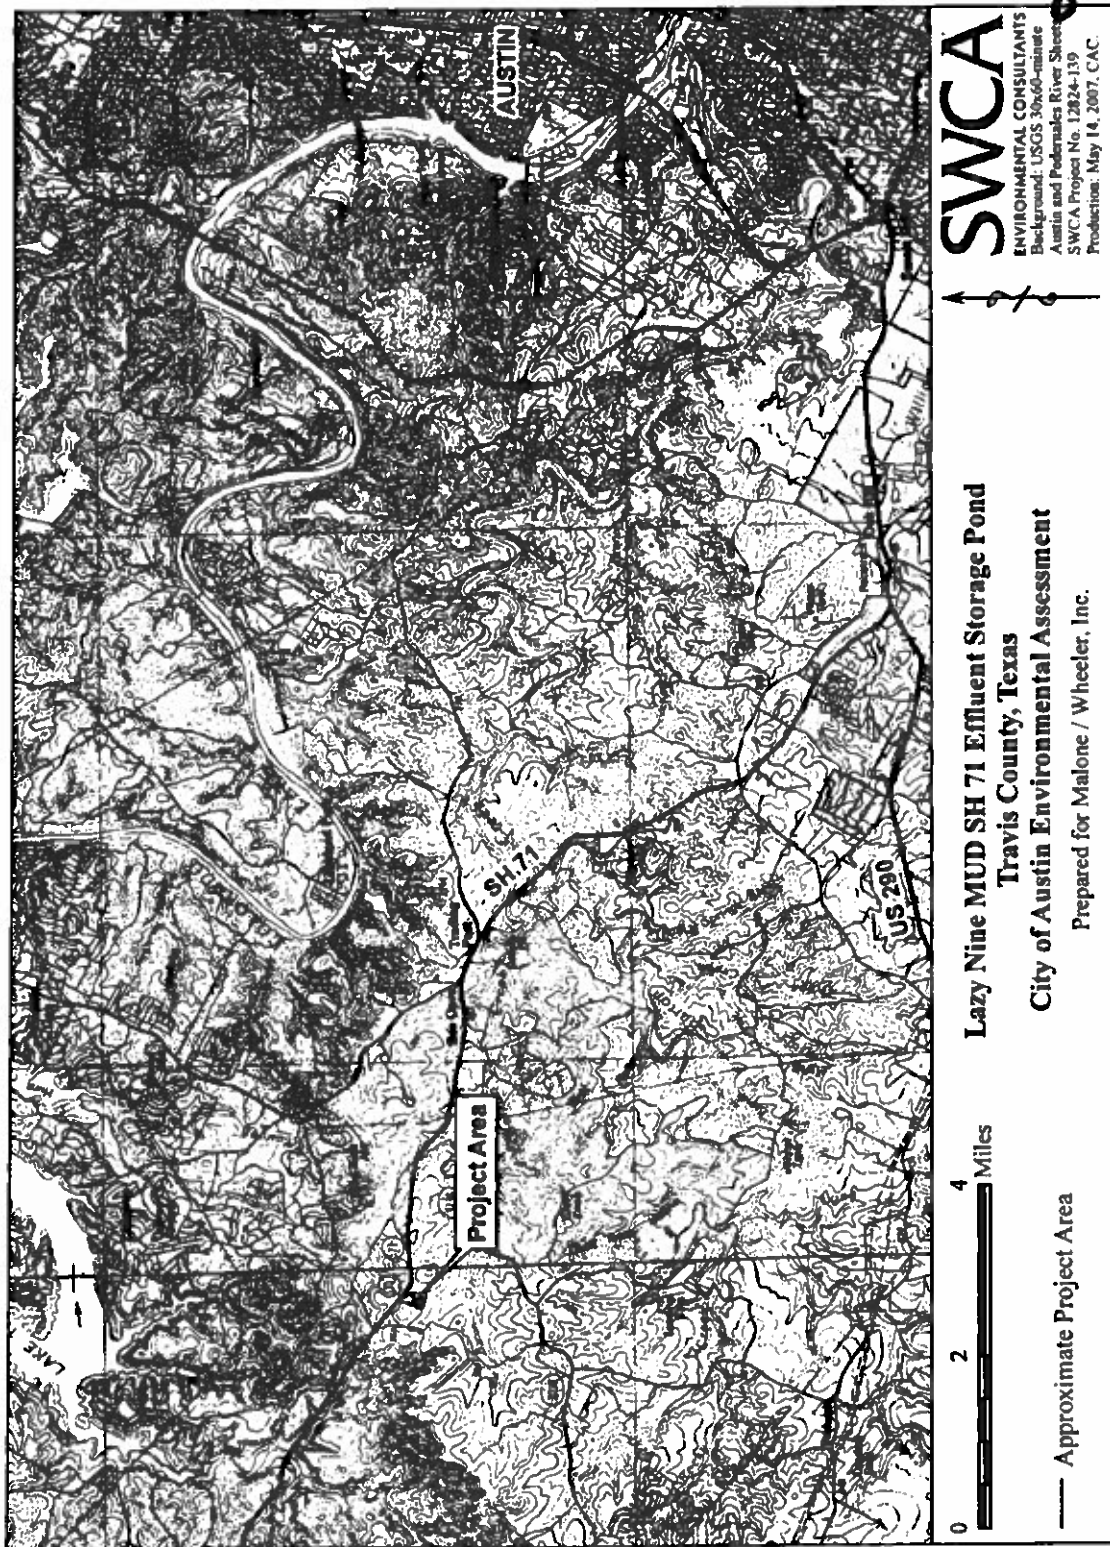 LAKE
AUSTIN
SH 71
Project Area
US 290
0 2 4 Miles
Approximate Project Area
Lazy Nine MUD SH 71 Effluent Storage Pond
Travis County, Texas
City of Austin Environmental Assessment
Prepared for Malone / Wheeler, Inc.
SWCA
ENVIRONMENTAL CONSULTANTS
Background: USGS 30x60-minute
Austin and Pedernales River Sheets
SWCA Project No. 12824-139
Production: May 14, 2007, CAC.